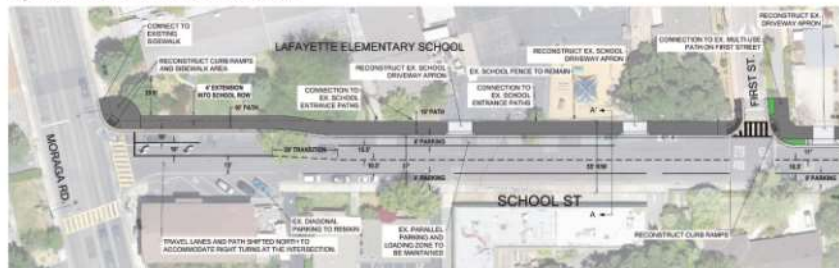 CONNECT TO
EXISTING
SIDEWALK
LAFAYETTE ELEMENTARY SCHOOL
RECONSTRUCT CURB RAMPS
AND SIDEWALK AREA
4' EXTENSION
INTO SCHOOL ROW
10' PATH
CONNECTION TO
EX. SCHOOL
ENTRANCE PATHS
RECONSTRUCT EX. SCHOOL
DRIVEWAY APRON
10' PATH
EX. SCHOOL FENCE TO REMAIN
CONNECTION TO
EX. SCHOOL
ENTRANCE PATHS
RECONSTRUCT EX. SCHOOL
DRIVEWAY APRON
A'
CONNECTION TO EX. MULTI-USE
PATH ON FIRST STREET
RECONSTRUCT EX.
DRIVEWAY APRON
FIRST ST.
MORAGA RD.
TRANSITION
8' PARKING
SCHOOL ST
A
EX. DIAGONAL
PARKING TO REMAIN
TRAVEL LANES AND PATH SHIFTED NORTH TO
ACCOMMODATE RIGHT TURNS AT THE INTERSECTION.
EX. PARALLEL
PARKING AND
LOADING ZONE TO
BE MAINTAINED
RECONSTRUCT CURB RAMPS